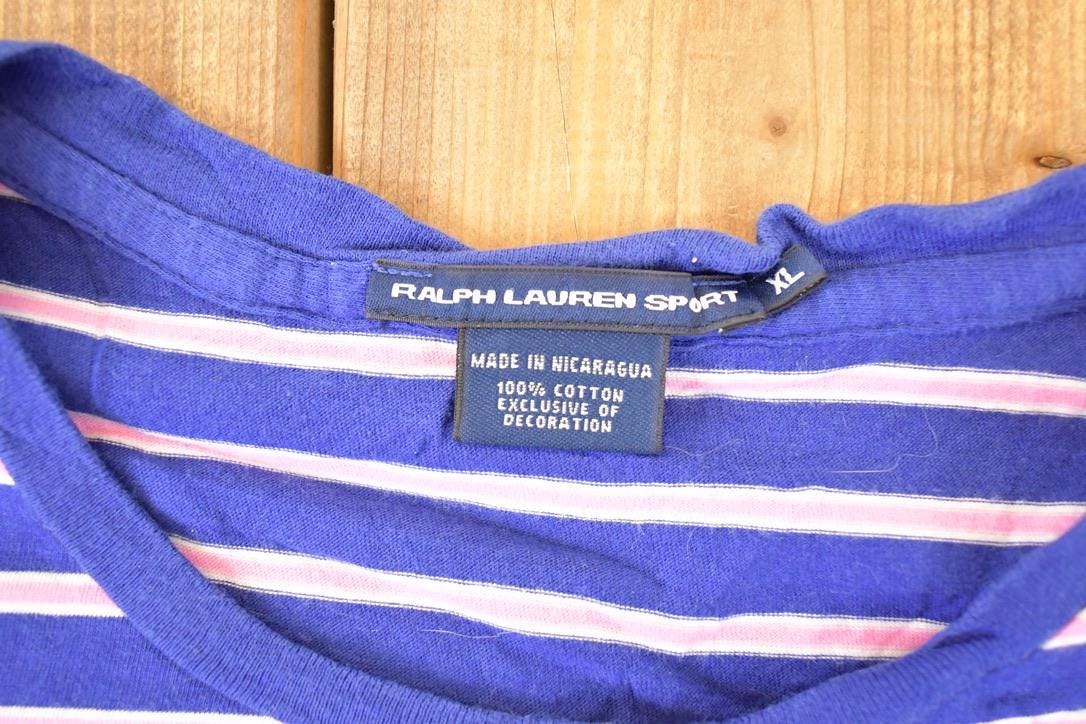 RALPH LAUREN SPORT
XL
MADE IN NICARAGUA
100% COTTON
EXCLUSIVE OF
DECORATION